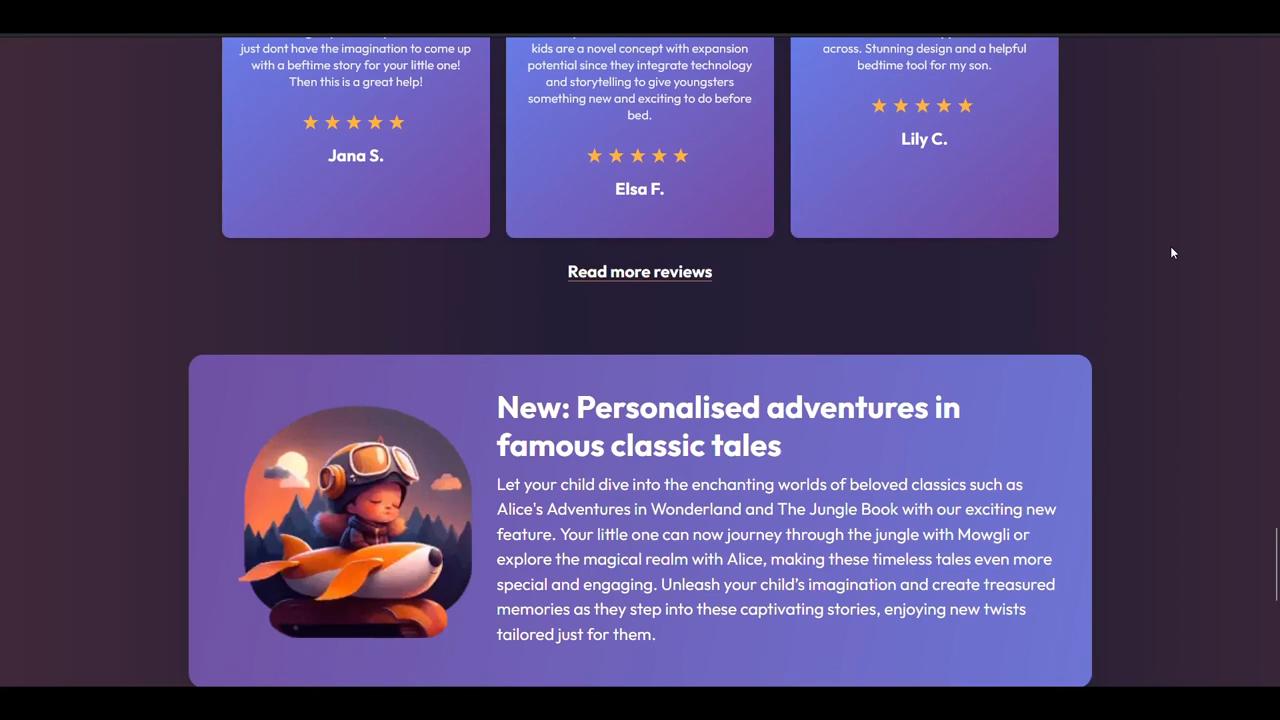 just dont have the imagination to come up
with a beftime story for your little one!
Then this is a great help!
Jana S.
kids are a novel concept with expansion
potential since they integrate technology
and storytelling to give youngsters
something new and exciting to do before
bed.
Elsa F.
across. Stunning design and a helpful
bedtime tool for my son.
Lily C.
Read more reviews
New: Personalised adventures in
famous classic tales
Let your child dive into the enchanting worlds of beloved classics such as
Alice's Adventures in Wonderland and The Jungle Book with our exciting new
feature. Your little one can now journey through the jungle with Mowgli or
explore the magical realm with Alice, making these timeless tales even more
special and engaging. Unleash your child's imagination and create treasured
memories as they step into these captivating stories, enjoying new twists
tailored just for them.